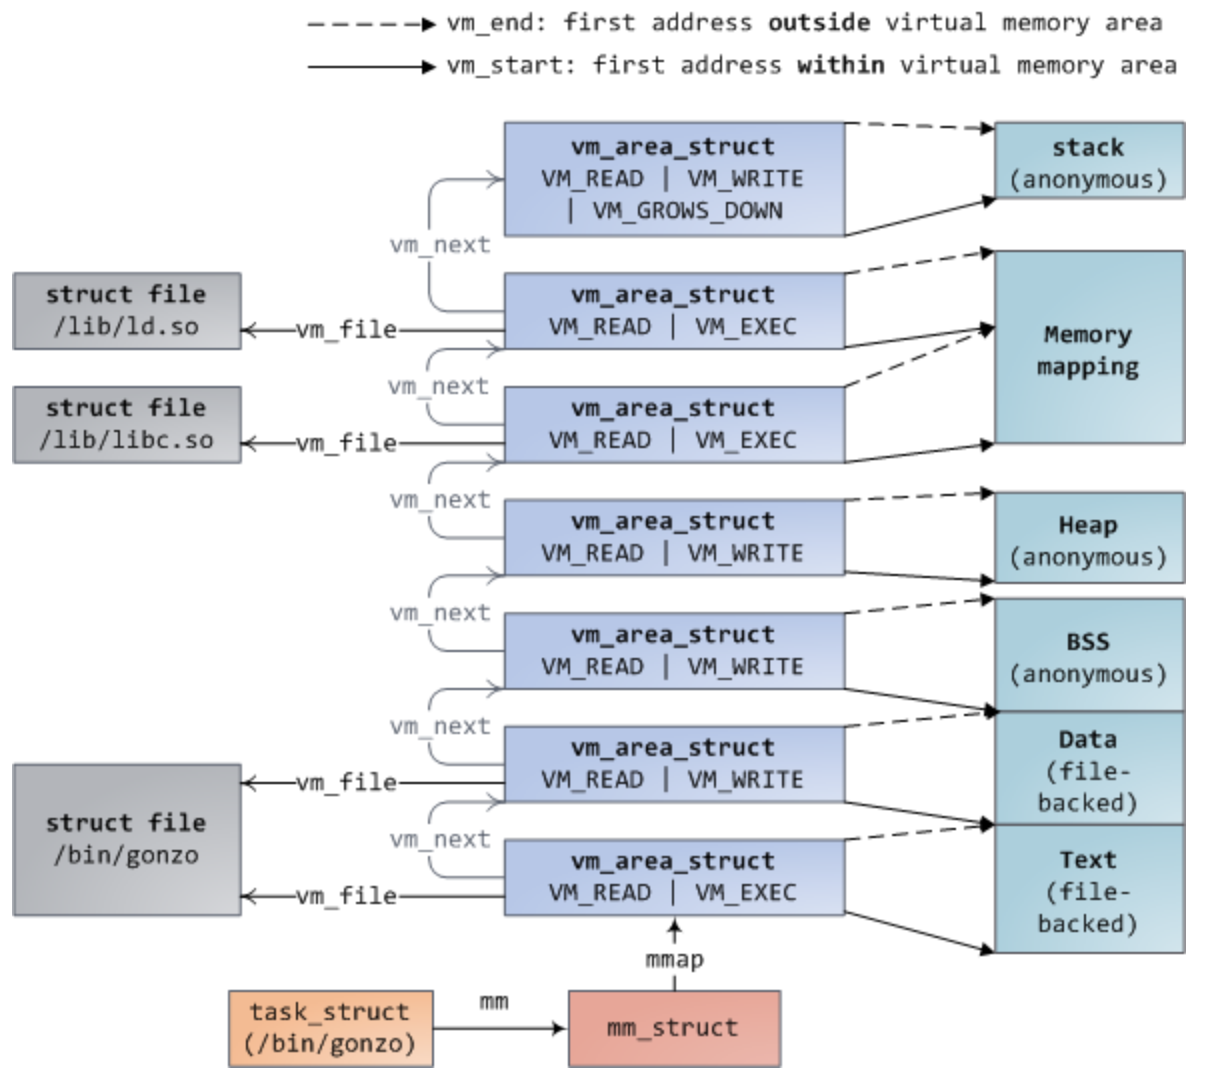 vm_end: first address outside virtual memory area
vm_start: first address within virtual memory area
vm_area_struct
VM_READ | VM_WRITE
| VM_GROWS_DOWN
stack
(anonymous)
vm_next
struct file
/lib/ld.so
vm_file
vm_area_struct
VM_READ | VM_EXEC
Memory
mapping
vm_next
struct file
/lib/libc.so
vm_file
vm_area_struct
VM_READ | VM_EXEC
vm_next
vm_area_struct
VM_READ | VM_WRITE
Heap
(anonymous)
vm_next
vm_area_struct
VM_READ | VM_WRITE
BSS
(anonymous)
vm_next
vm_file
vm_area_struct
VM_READ | VM_WRITE
Data
(file-
backed)
struct file
/bin/gonzo
vm_next
vm_file
vm_area_struct
VM_READ | VM_EXEC
Text
(file-
backed)
mmap
task_struct
(/bin/gonzo)
mm
mm_struct